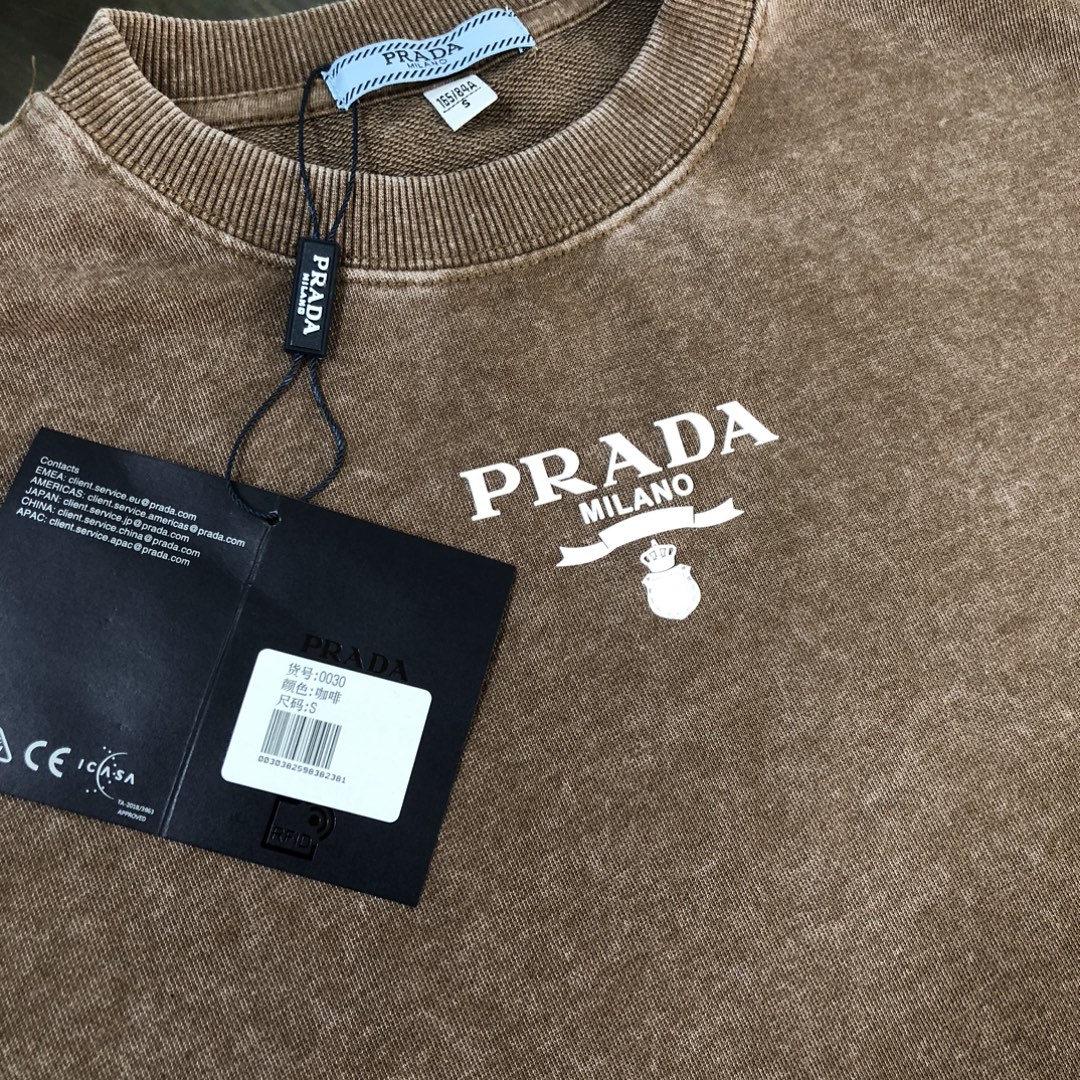 PRADA
MILANO
165/84A
S
PRADA
MILANO
PRADA
MILANO
Contacts
EMEA: client.service.eu@prada.com
AMERICAS: client.service.americas@prada.com
JAPAN: client.service.jp@prada.com
CHINA: client.service.china@prada.com
APAC: client.service.apac@prada.com
PRADA
货号:0030
颜色:咖啡
尺码:S
0030382598382381
CE
ICASA
TA-2018/3963
APPROVED
RFID